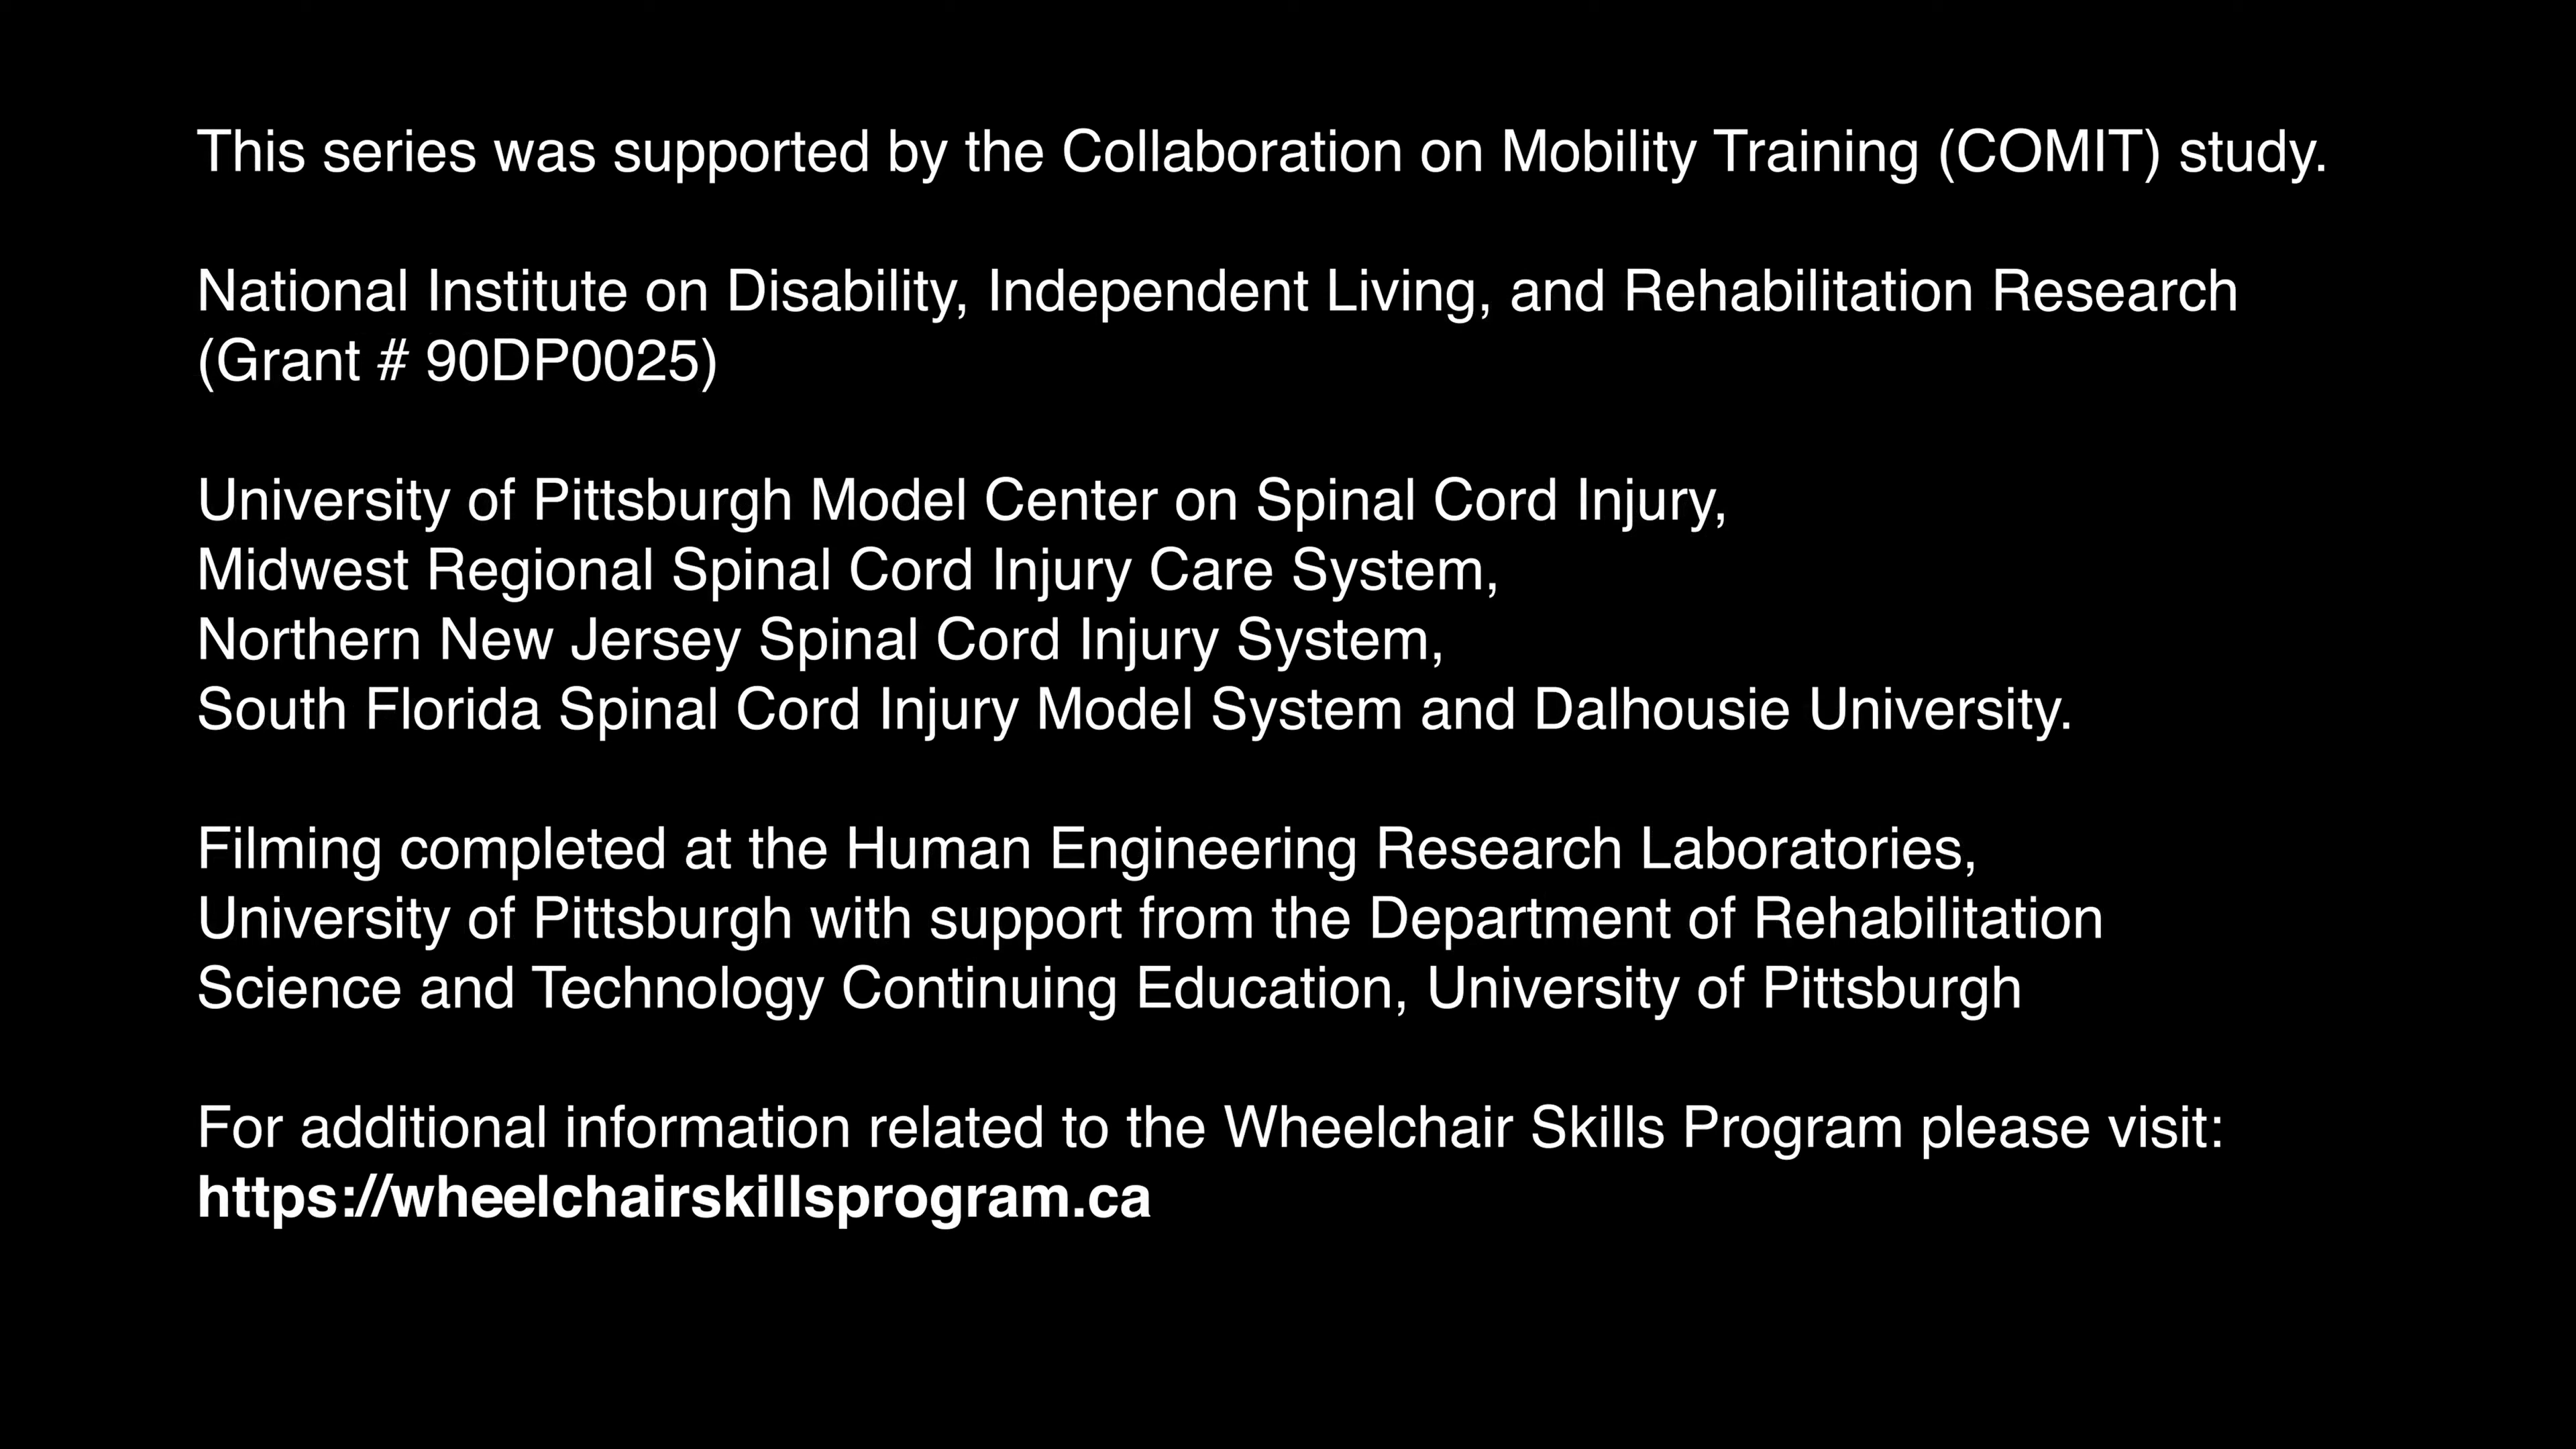 This series was supported by the Collaboration on Mobility Training (COMIT) study.
National Institute on Disability, Independent Living, and Rehabilitation Research
(Grant # 90DP0025)
University of Pittsburgh Model Center on Spinal Cord Injury,
Midwest Regional Spinal Cord Injury Care System,
Northern New Jersey Spinal Cord Injury System,
South Florida Spinal Cord Injury Model System and Dalhousie University.
Filming completed at the Human Engineering Research Laboratories,
University of Pittsburgh with support from the Department of Rehabilitation
Science and Technology Continuing Education, University of Pittsburgh
For additional information related to the Wheelchair Skills Program please visit:
https://wheelchairskillsprogram.ca